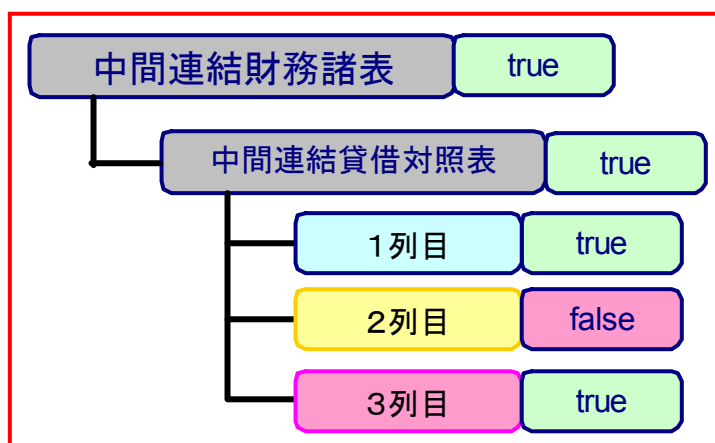 中間連結財務諸表 true
中間連結貸借対照表 true
1列目 true
2列目 false
3列目 true